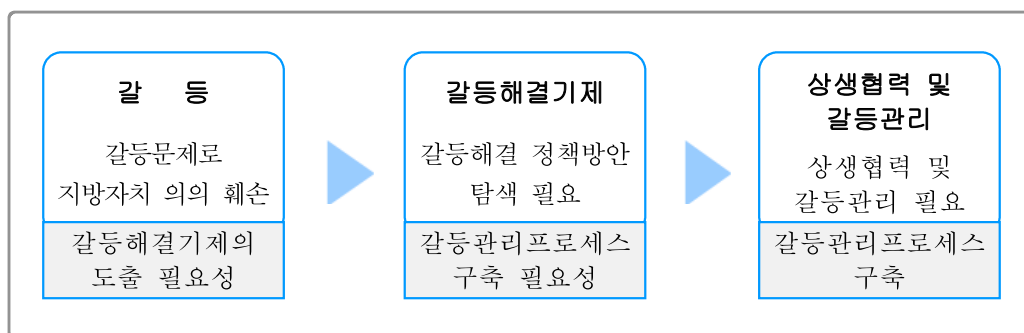 갈 등
갈등문제로
지방자치 의의 훼손
갈등해결기제의
도출 필요성
갈등해결기제
갈등해결 정책방안
탐색 필요
갈등관리프로세스
구축 필요성
상생협력 및
갈등관리
상생협력 및
갈등관리 필요
갈등관리프로세스
구축